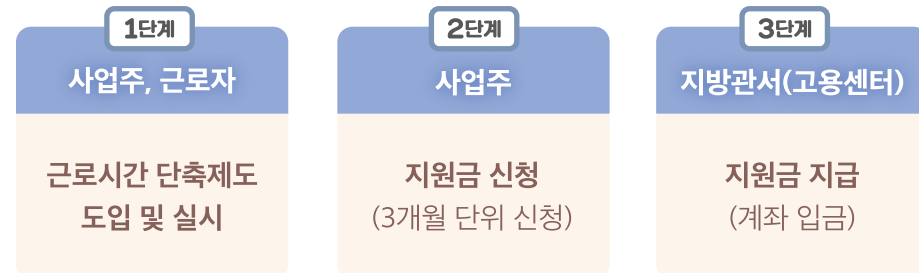 1단계
사업주, 근로자
근로시간 단축제도
도입 및 실시
2단계
사업주
지원금 신청
(3개월 단위 신청)
3단계
지방관서(고용센터)
지원금 지급
(계좌 입금)